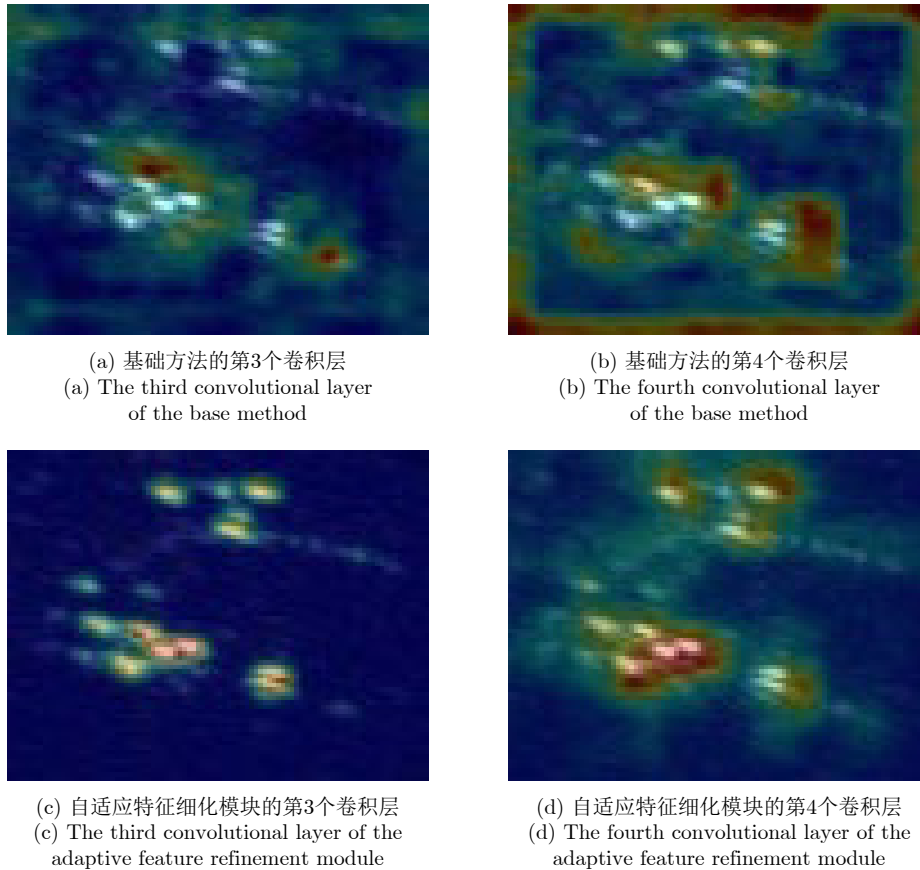 (a) 基础方法的第3个卷积层
(a) The third convolutional layer
of the base method
(b) 基础方法的第4个卷积层
(b) The fourth convolutional layer
of the base method
(c) 自适应特征细化模块的第3个卷积层
(c) The third convolutional layer of the
adaptive feature refinement module
(d) 自适应特征细化模块的第4个卷积层
(d) The fourth convolutional layer of the
adaptive feature refinement module